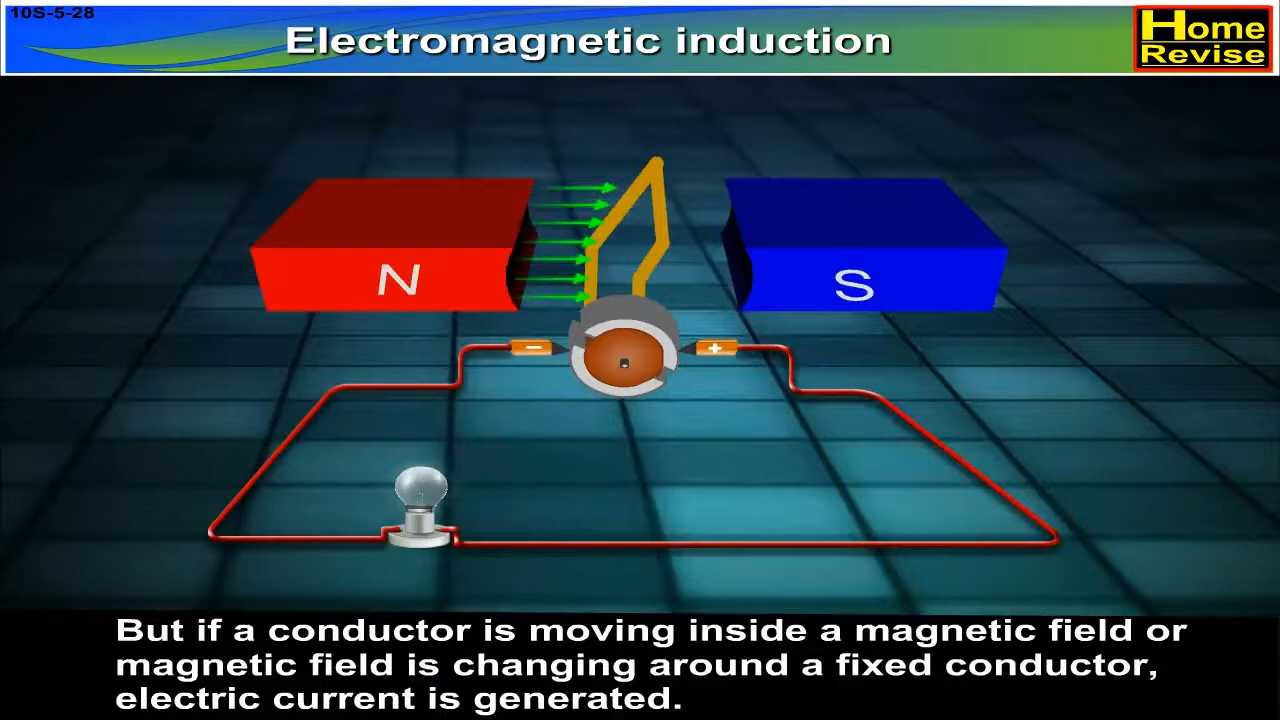 10S-5-28
Electromagnetic induction
Home
Revise
N
S
−
+
But if a conductor is moving inside a magnetic field or
magnetic field is changing around a fixed conductor,
electric current is generated.